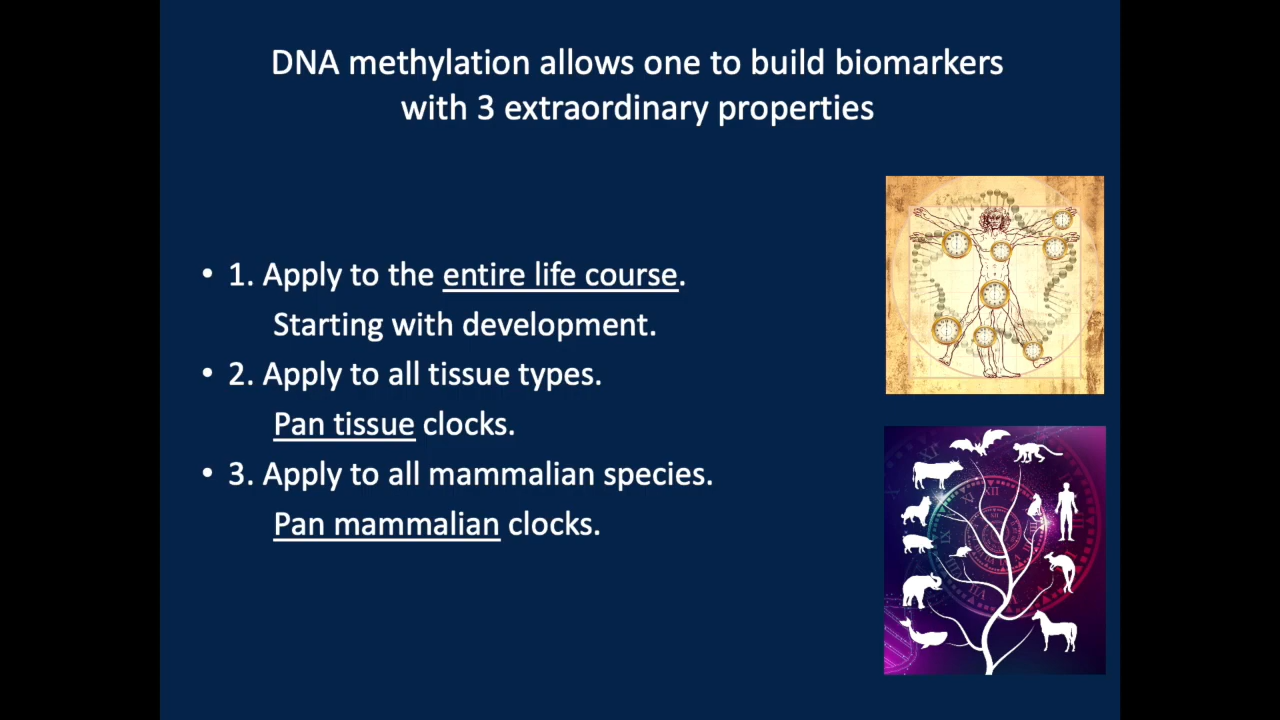 DNA methylation allows one to build biomarkers
with 3 extraordinary properties
• 1. Apply to the entire life course.
Starting with development.
• 2. Apply to all tissue types.
Pan tissue clocks.
• 3. Apply to all mammalian species.
Pan mammalian clocks.